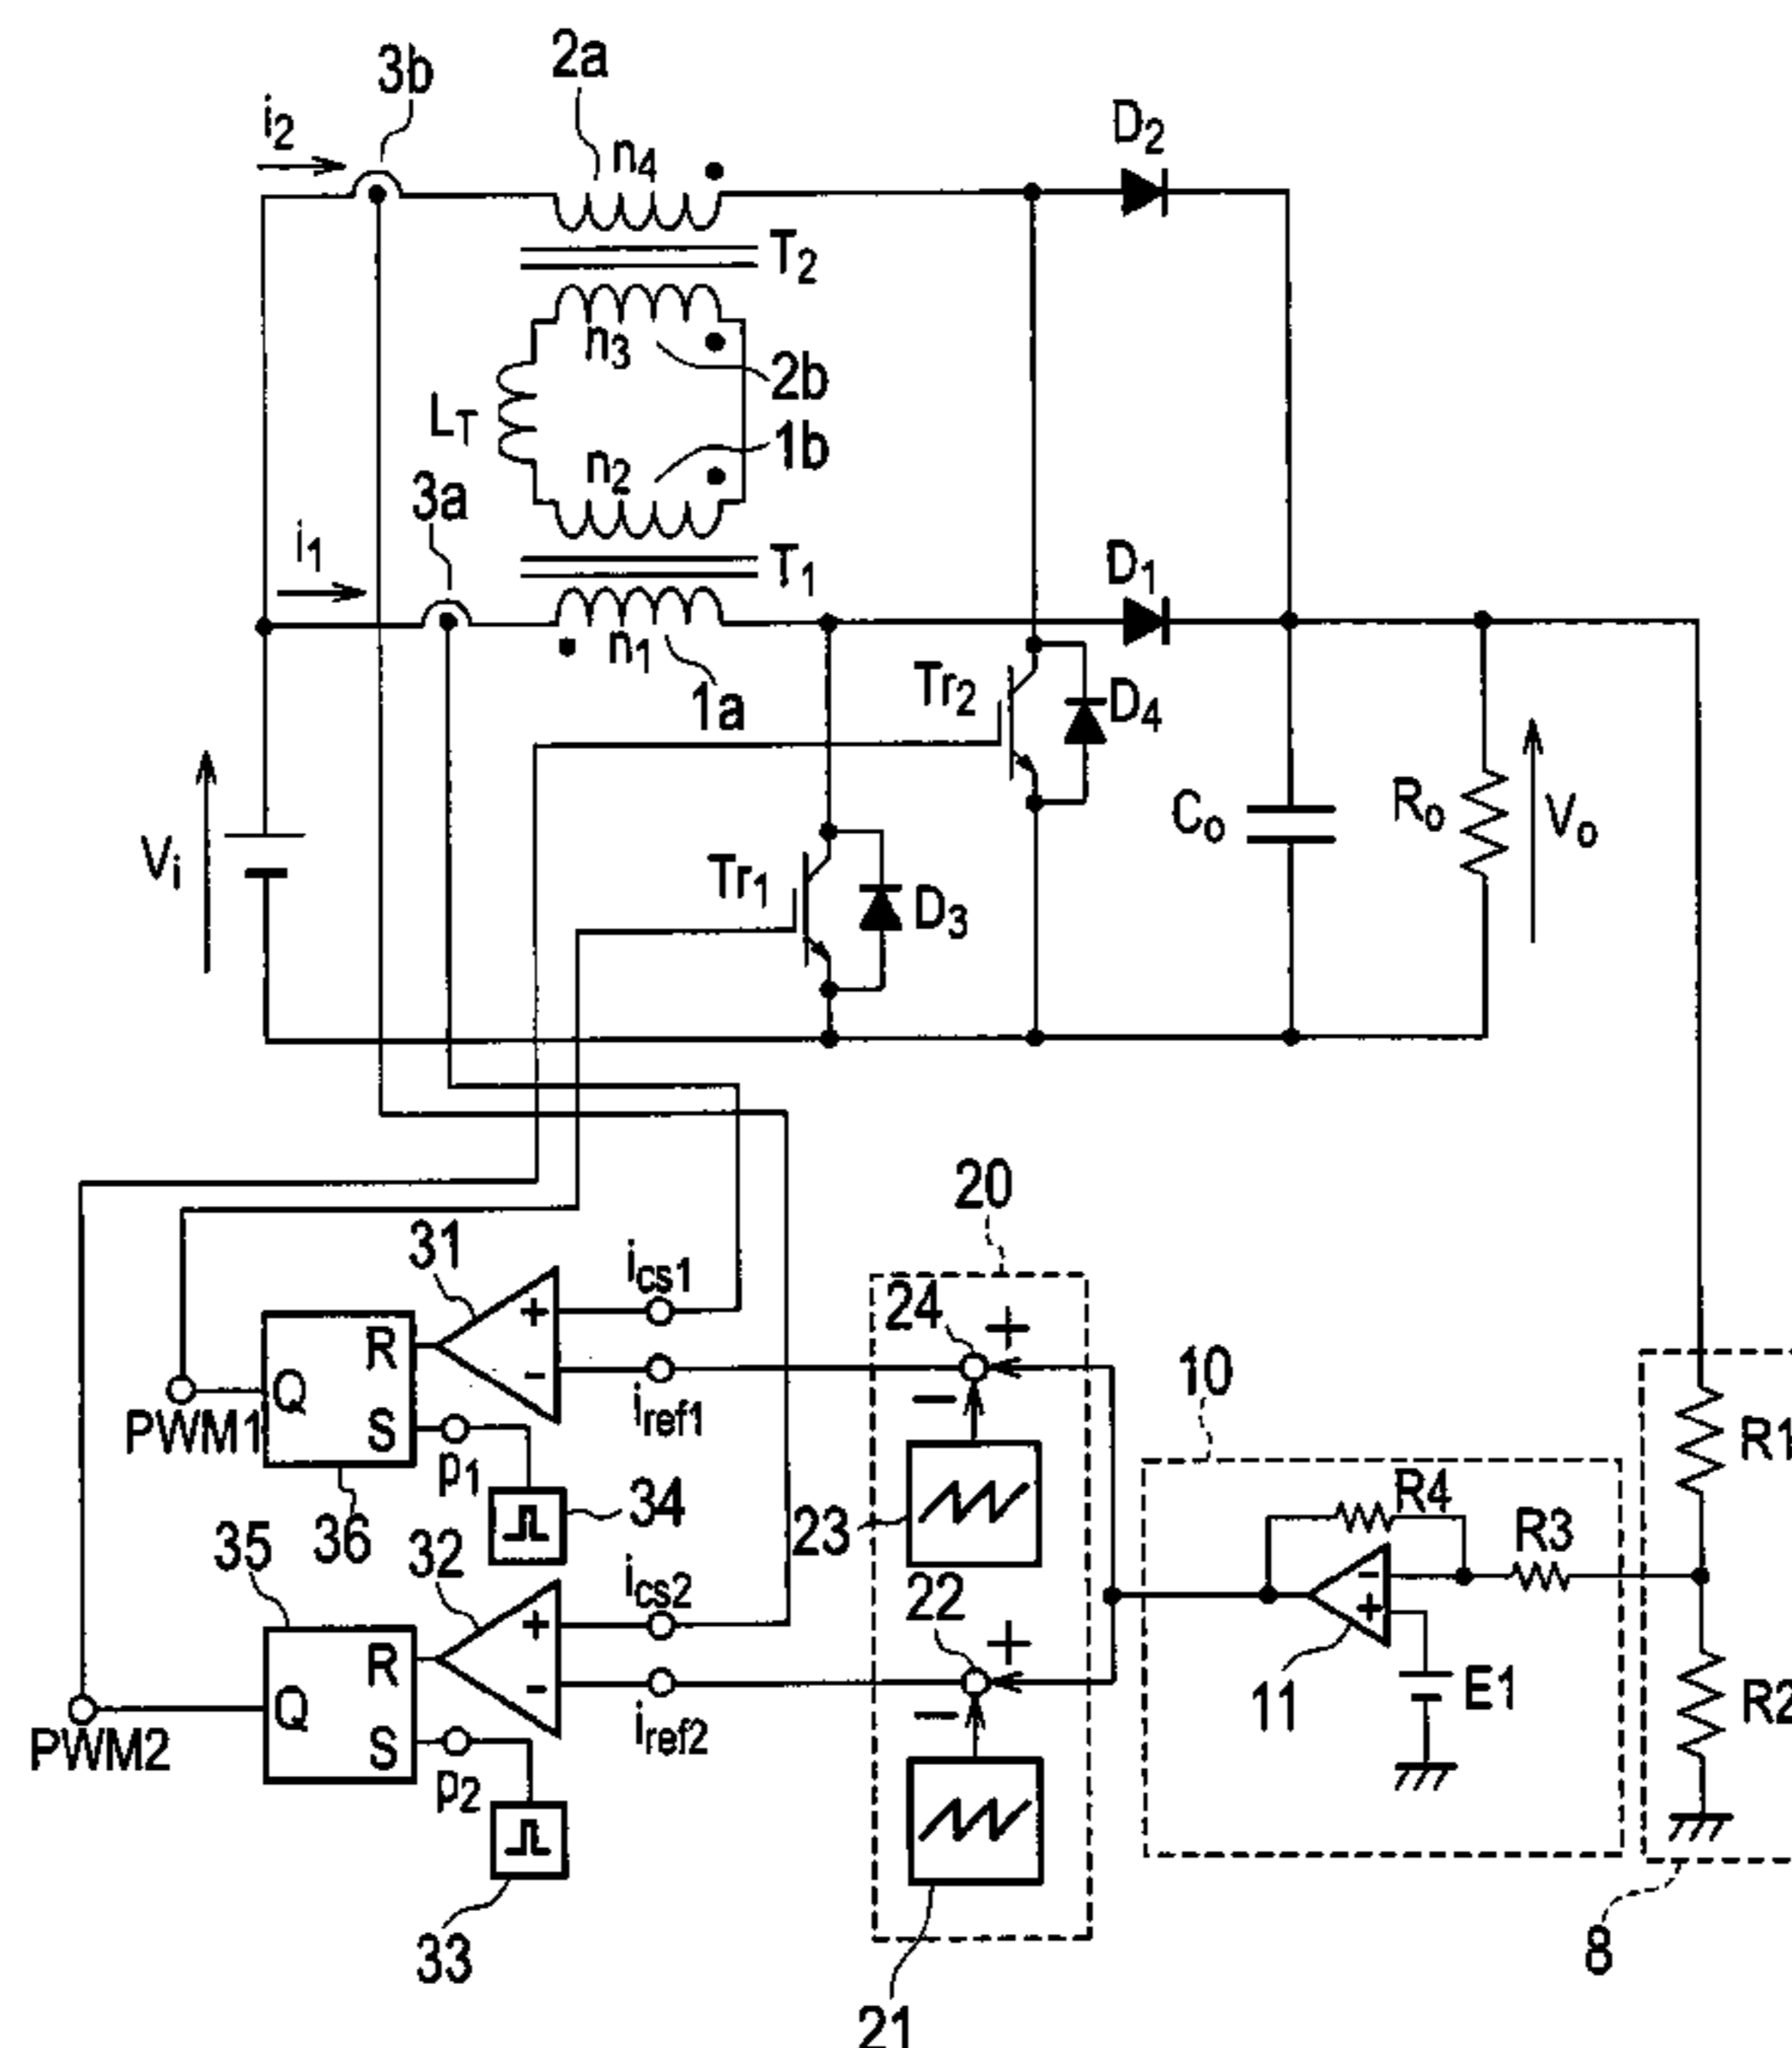 2a
3b
i2
n4
D2
T2
n3
2b
LT
1b
n2
3a
i1
T1
D1
n1
1a
Tr2
D4
Vi
Co
Ro
Vo
Tr1
D3
20
31
ics1
24
+
+
R
-
iref1
10
Q
PWM1
S
−
R1
p1
34
R4
36
23
R3
35
32
ics2
22
-
+
+
+
R
Q
-
iref2
−
11
E1
R2
PWM2
S
p2
33
8
21